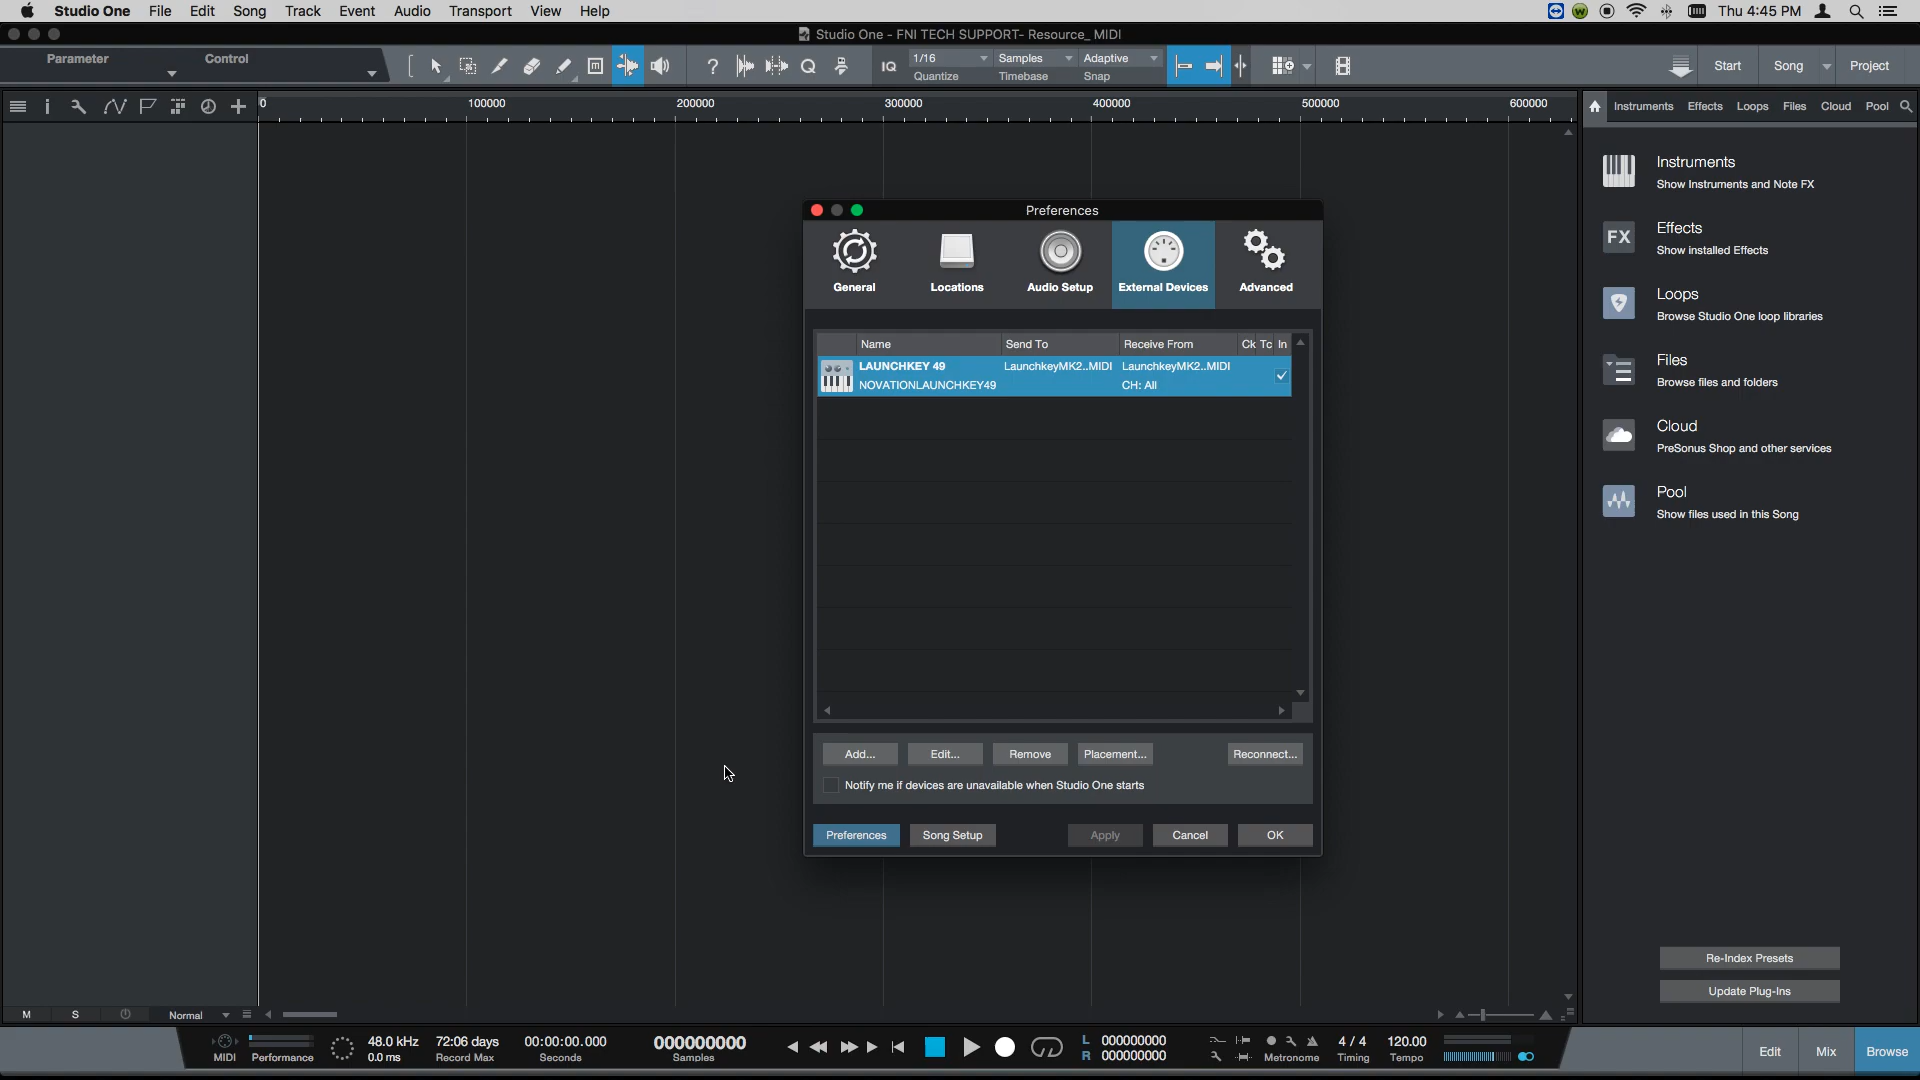 Studio One File Edit Song Track Event Audio Transport View Help Thu 4:45 PM
Studio One - FNI TECH SUPPORT- Resource_ MIDI
Parameter Control
1/16 Samples Adaptive
IQ Quantize Timebase Snap
Start Song Project
0 100000 200000 300000 400000 500000 600000
Instruments Effects Loops Files Cloud Pool
Instruments
Show Instruments and Note FX
FX
Effects
Show installed Effects
Loops
Browse Studio One loop libraries
Files
Browse files and folders
Cloud
PreSonus Shop and other services
Pool
Show files used in this Song
Re-Index Presets
Update Plug-Ins
Preferences
General Locations Audio Setup External Devices Advanced
Name Send To Receive From Ck Tc In
LAUNCHKEY 49 LaunchkeyMK2..MIDI LaunchkeyMK2..MIDI
NOVATIONLAUNCHKEY49 CH: All
Add... Edit... Remove Placement... Reconnect...
Notify me if devices are unavailable when Studio One starts
Preferences Song Setup Apply Cancel OK
M S Normal
48.0 kHz 72:06 days 00:00:00.000 000000000 L 000000000 4 / 4 120.00
MIDI Performance 0.0 ms Record Max Seconds Samples R 000000000 Metronome Timing Tempo
Edit Mix Browse